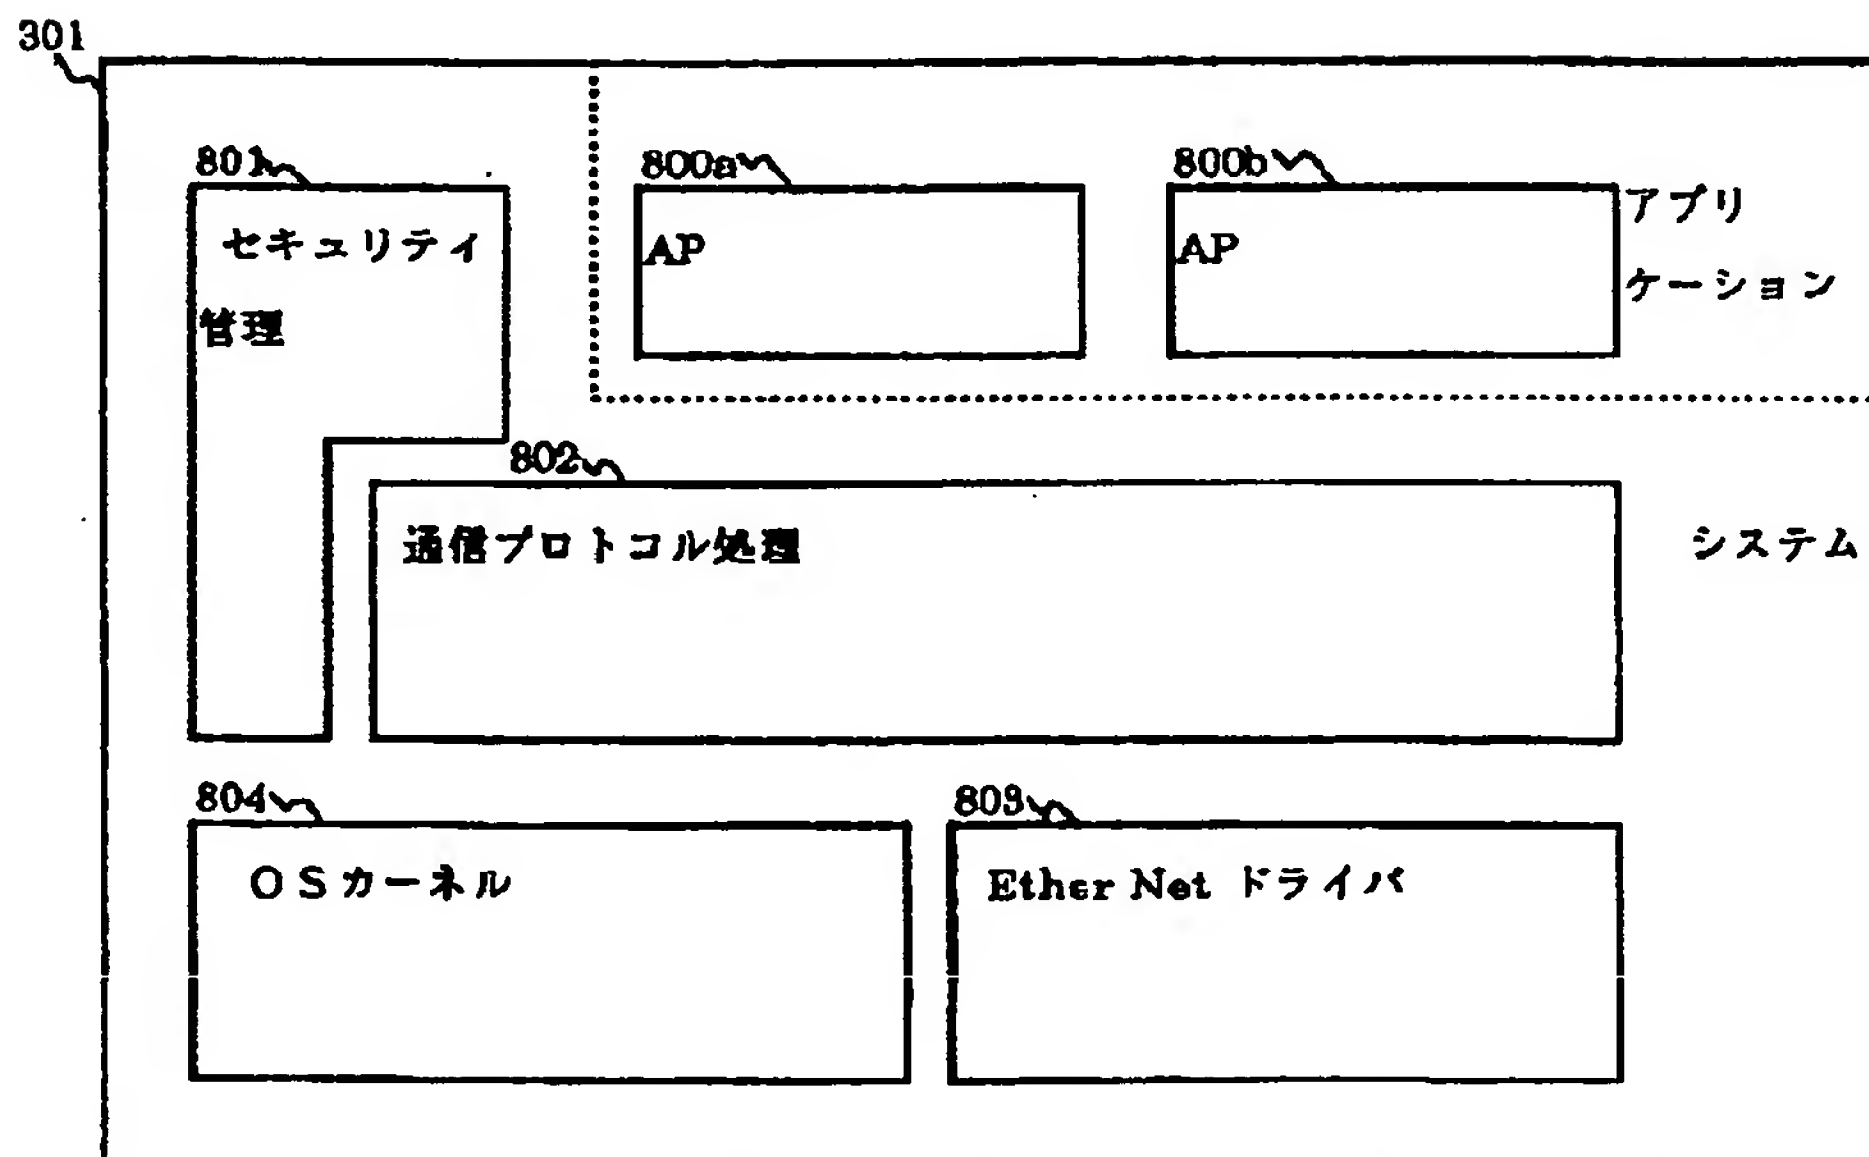 301
801
800a
800b
セキュリティ
管理
AP
AP
アプリ
ケーション
802
通信プロトコル処理
システム
804
803
OSカーネル
Ether Net ドライバ